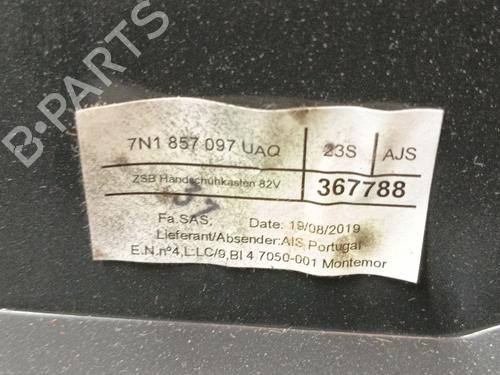 B-PARTS
7N1 857 097 UAQ 23S AJS
ZSB Handschuhkasten 82V 367788
Fa.SAS. Date: 19/08/2019
Lieferant/Absender:AIS Portugal
E.N.nº4,L:LC/9,Bl 4 7050-001 Montemor